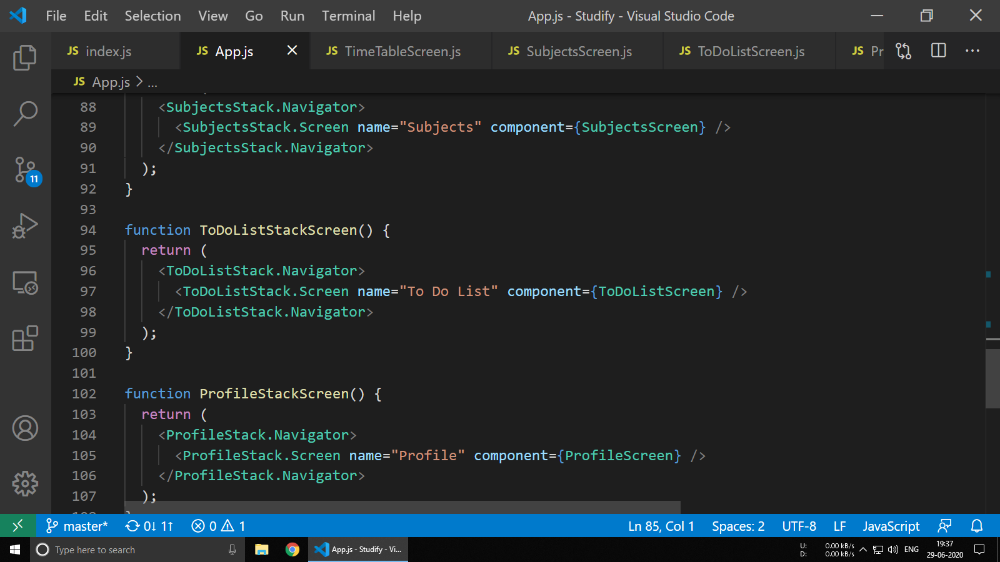 File Edit Selection View Go Run Terminal Help App.js - Studify - Visual Studio Code
JS index.js JS App.js JS TimeTableScreen.js JS SubjectsScreen.js JS ToDoListScreen.js JS Pr
JS App.js > ...
88 <SubjectsStack.Navigator>
89 <SubjectsStack.Screen name="Subjects" component={SubjectsScreen} />
90 </SubjectsStack.Navigator>
91 );
92 }
93
94 function ToDoListStackScreen() {
95 return (
96 <ToDoListStack.Navigator>
97 <ToDoListStack.Screen name="To Do List" component={ToDoListScreen} />
98 </ToDoListStack.Navigator>
99 );
100 }
101
102 function ProfileStackScreen() {
103 return (
104 <ProfileStack.Navigator>
105 <ProfileStack.Screen name="Profile" component={ProfileScreen} />
106 </ProfileStack.Navigator>
107 );
11
master* 0↓ 1↑ 0 1 Ln 85, Col 1 Spaces: 2 UTF-8 LF JavaScript
Type here to search App.js - Studify - Vi... U: 0.00 kB/s ENG 19:37
D: 0.00 kB/s 29-06-2020